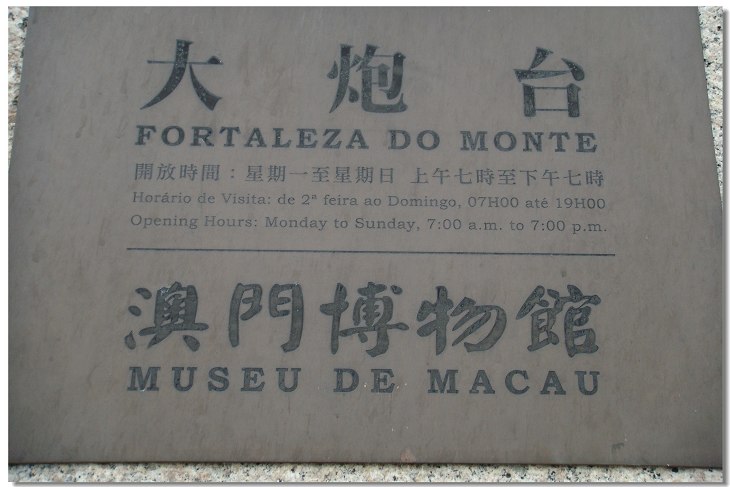 大炮台
FORTALEZA DO MONTE
開放時間：星期一至星期日 上午七時至下午七時
Horário de Visita: de 2ª feira ao Domingo, 07H00 até 19H00
Opening Hours: Monday to Sunday, 7:00 a.m. to 7:00 p.m.
澳門博物館
MUSEU DE MACAU